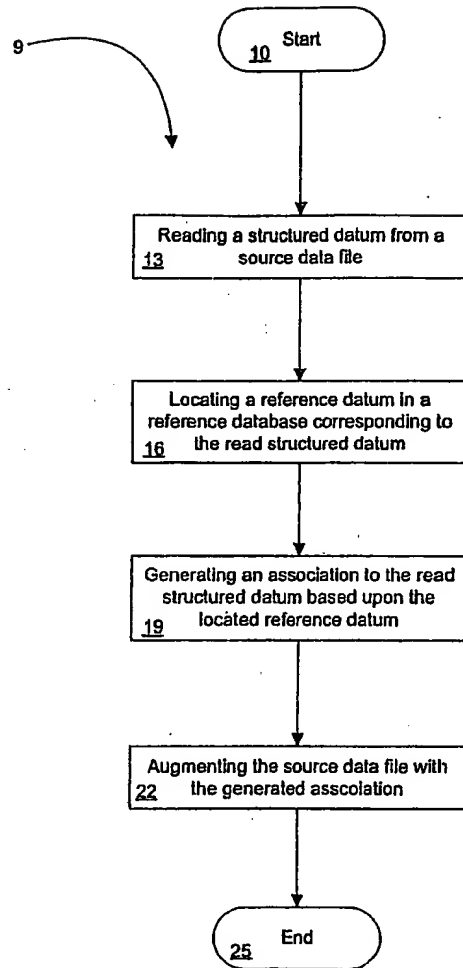 9
Start
10
Reading a structured datum from a
source data file
13
Locating a reference datum in a
reference database corresponding to
the read structured datum
16
Generating an association to the read
structured datum based upon the
located reference datum
19
Augmenting the source data file with
the generated asscolation
22
End
25